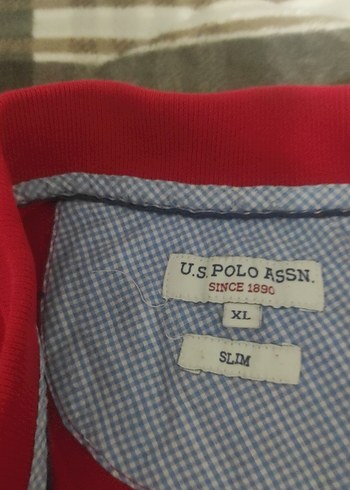 U.S. POLO ASSN.
SINCE 1890
XL
SLIM